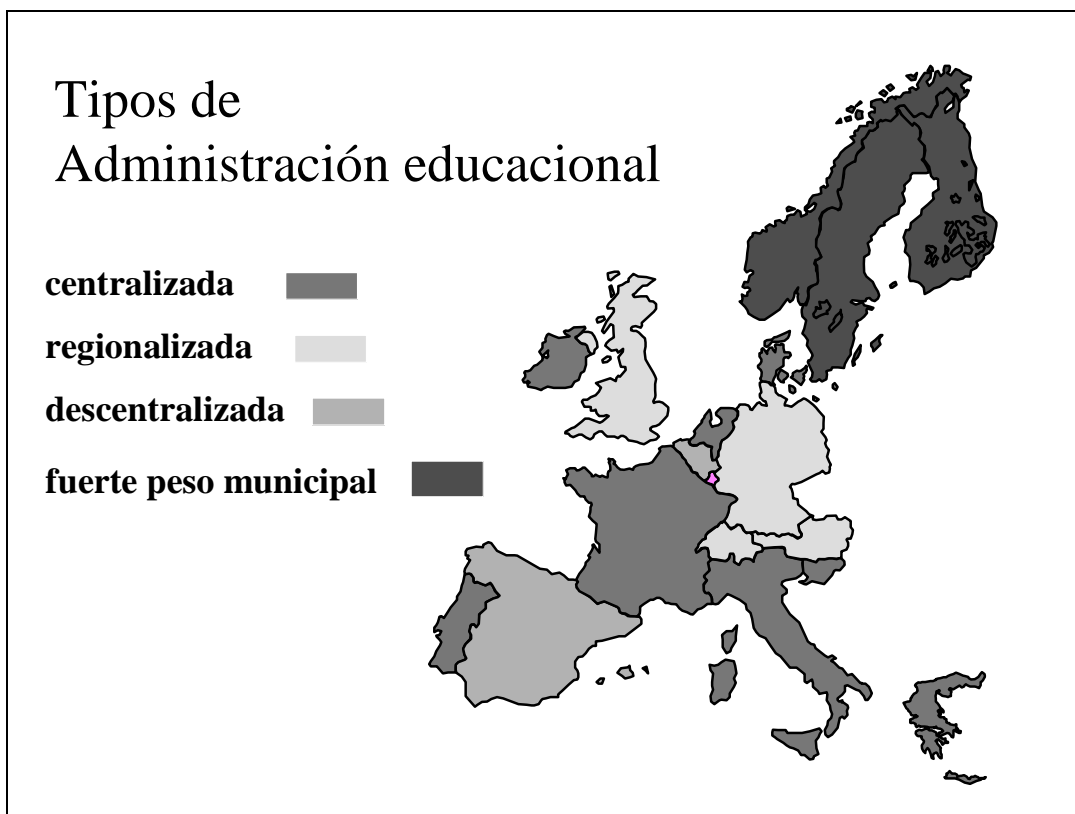 Tipos de
Administración educacional
centralizada
regionalizada
descentralizada
fuerte peso municipal